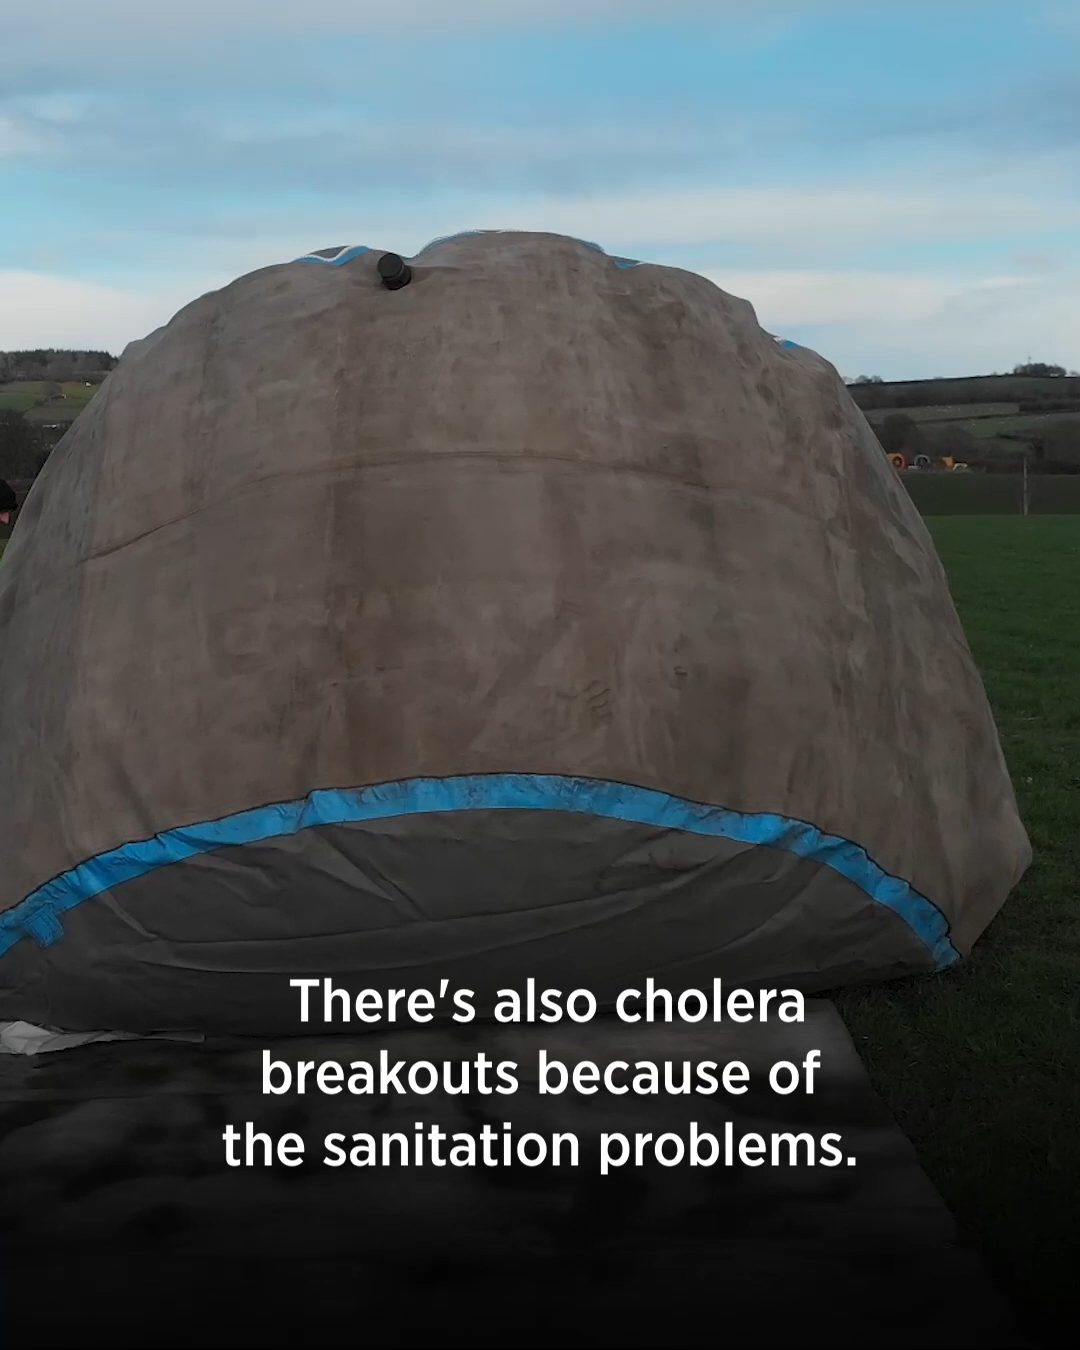 There's also cholera
breakouts because of
the sanitation problems.